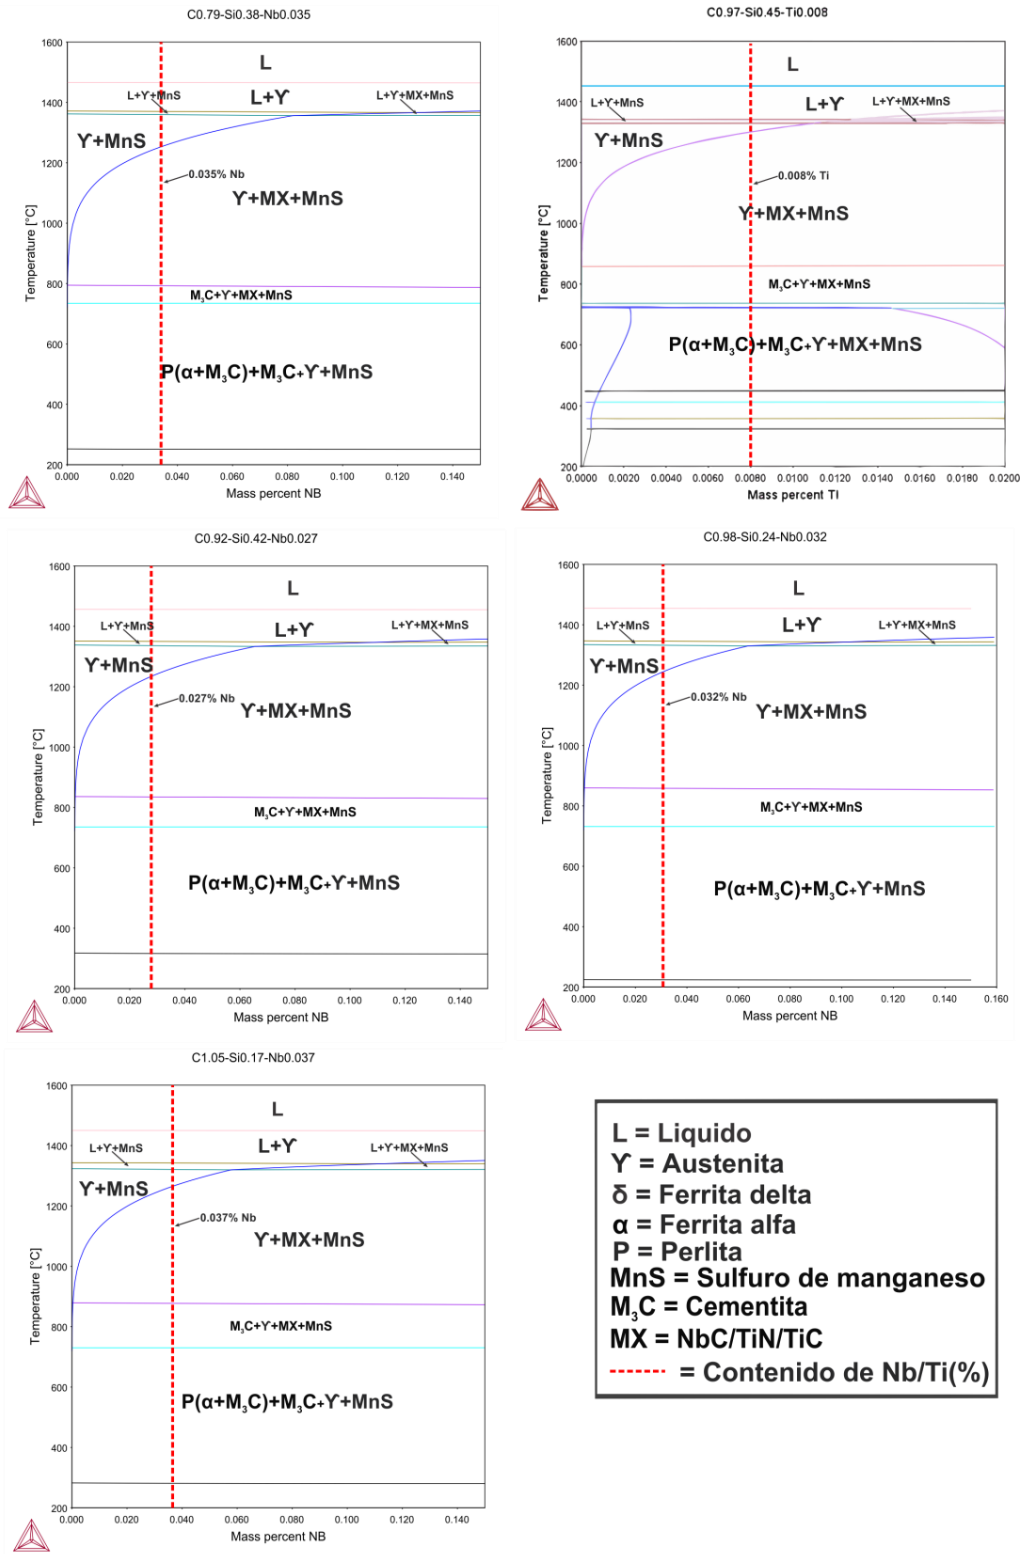 C0.79-Si0.38-Nb0.035
1600
1400
1200
1000
800
600
400
200
Temperature [°C]
L
L+ϒ+MnS
L+ϒ
L+ϒ+MX+MnS
ϒ+MnS
0.035% Nb
ϒ+MX+MnS
M₃C+ϒ+MX+MnS
P(α+M₃C)+M₃C+ϒ+MnS
0.000 0.020 0.040 0.060 0.080 0.100 0.120 0.140
Mass percent NB
C0.97-Si0.45-Ti0.008
1600
1400
1200
1000
800
600
400
200
Temperature [°C]
L
L+ϒ+MnS
L+ϒ
L+ϒ+MX+MnS
ϒ+MnS
0.008% Ti
ϒ+MX+MnS
M₃C+ϒ+MX+MnS
P(α+M₃C)+M₃C+ϒ+MX+MnS
0.0000 0.0020 0.0040 0.0060 0.0080 0.0100 0.0120 0.0140 0.0160 0.0180 0.0200
Mass percent TI
C0.92-Si0.42-Nb0.027
1600
1400
1200
1000
800
600
400
200
Temperature [°C]
L
L+ϒ+MnS
L+ϒ
L+ϒ+MX+MnS
ϒ+MnS
0.027% Nb
ϒ+MX+MnS
M₃C+ϒ+MX+MnS
P(α+M₃C)+M₃C+ϒ+MnS
0.000 0.020 0.040 0.060 0.080 0.100 0.120 0.140
Mass percent NB
C0.98-Si0.24-Nb0.032
1600
1400
1200
1000
800
600
400
200
Temperature [°C]
L
L+ϒ+MnS
L+ϒ
L+ϒ+MX+MnS
ϒ+MnS
0.032% Nb
ϒ+MX+MnS
M₃C+ϒ+MX+MnS
P(α+M₃C)+M₃C+ϒ+MnS
0.000 0.020 0.040 0.060 0.080 0.100 0.120 0.140 0.160
Mass percent NB
C1.05-Si0.17-Nb0.037
1600
1400
1200
1000
800
600
400
200
Temperature [°C]
L
L+ϒ+MnS
L+ϒ
L+ϒ+MX+MnS
ϒ+MnS
0.037% Nb
ϒ+MX+MnS
M₃C+ϒ+MX+MnS
P(α+M₃C)+M₃C+ϒ+MnS
0.000 0.020 0.040 0.060 0.080 0.100 0.120 0.140
Mass percent NB
L = Liquido
ϒ = Austenita
δ = Ferrita delta
α = Ferrita alfa
P = Perlita
MnS = Sulfuro de manganeso
M₃C = Cementita
MX = NbC/TiN/TiC
= Contenido de Nb/Ti(%)